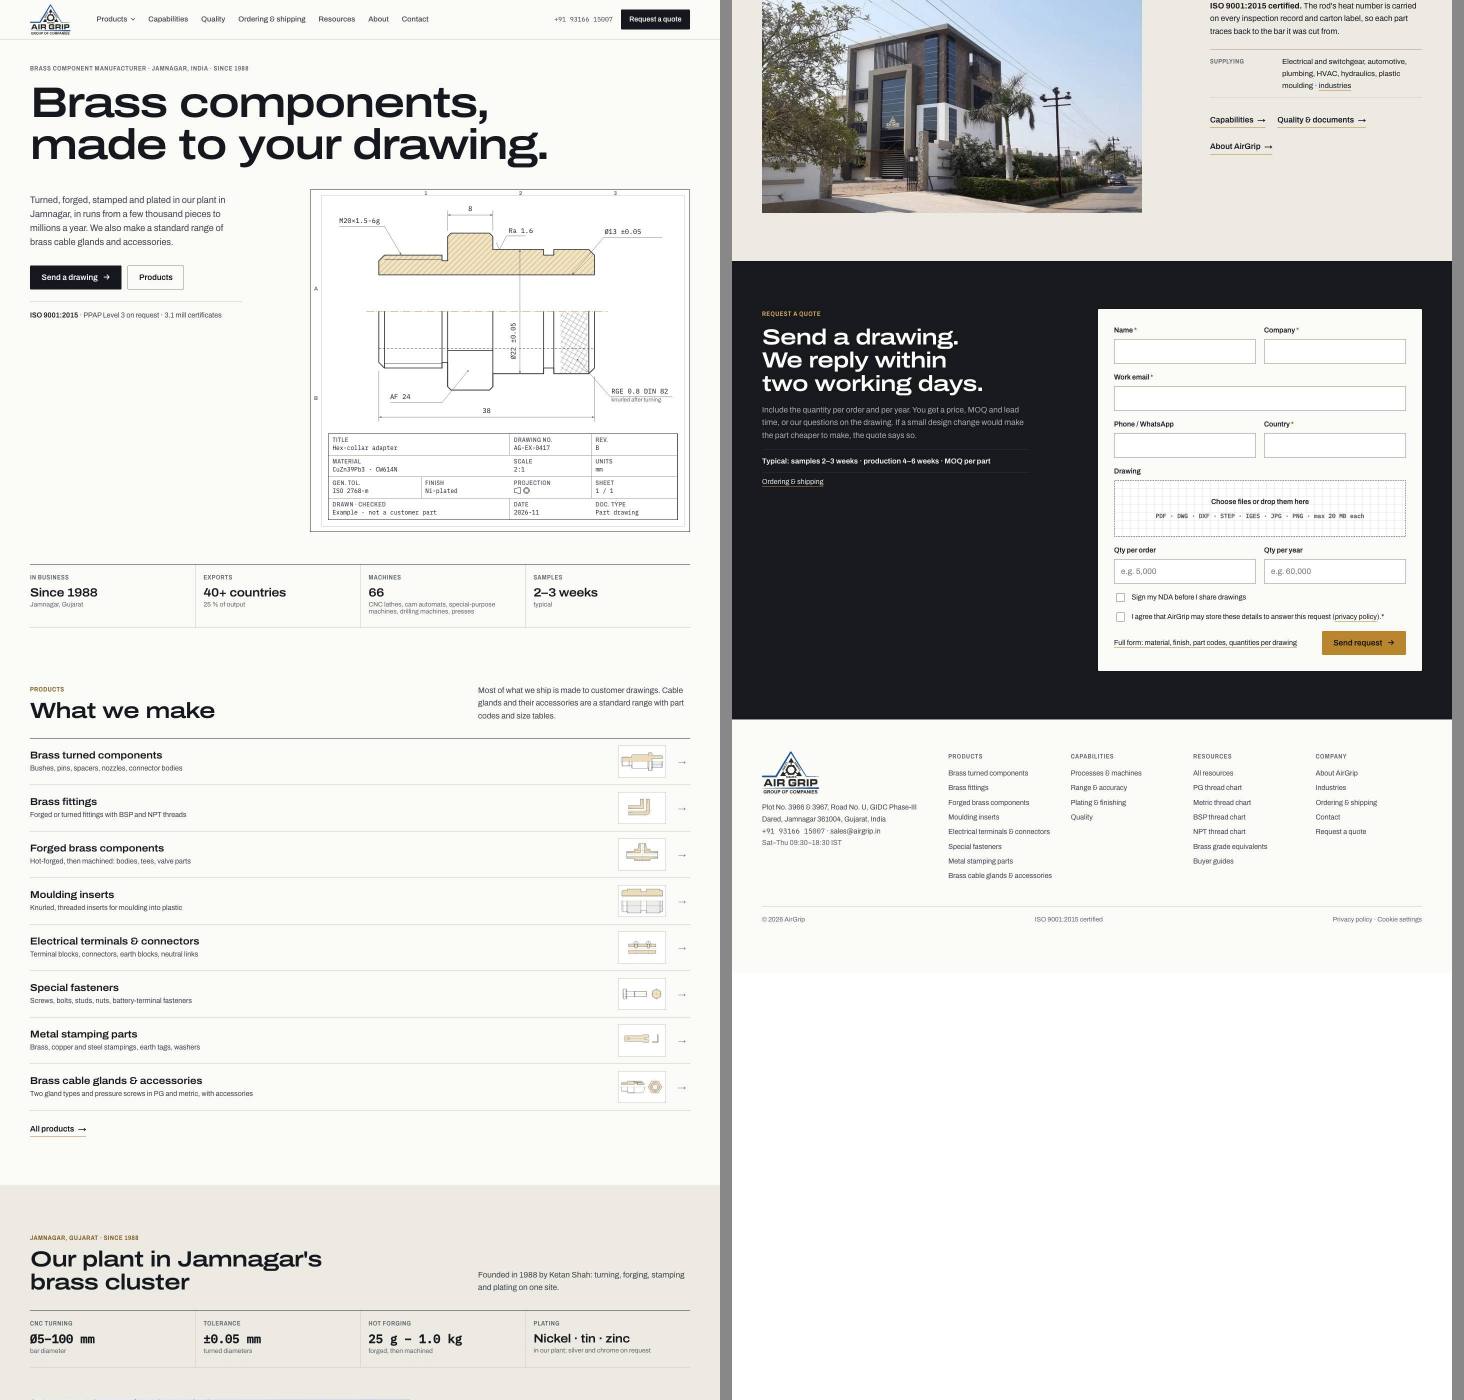 AIR GRIP
GROUP OF COMPANIES
Products
Capabilities
Quality
Ordering & shipping
Resources
About
Contact
+91 93166 15007
Request a quote
BRASS COMPONENT MANUFACTURER · JAMNAGAR, INDIA · SINCE 1988
Brass components,
made to your drawing.
Turned, forged, stamped and plated in our plant in
Jamnagar, in runs from a few thousand pieces to
millions a year. We also make a standard range of
brass cable glands and accessories.
Send a drawing →
Products
ISO 9001:2015 · PPAP Level 3 on request · 3.1 mill certificates
1
2
3
A
B
M20×1.5-6g
8
Ra 1.6
Ø13 ±0.05
Ø22 ±0.05
AF 24
RGE 0.8 DIN 82
knurled after turning
38
TITLE
Hex-collar adapter
DRAWING NO.
AG-EX-0417
REV.
B
MATERIAL
CuZn39Pb3 · CW614N
SCALE
2:1
UNITS
mm
GEN. TOL.
ISO 2768-m
FINISH
Ni-plated
PROJECTION
SHEET
1 / 1
DRAWN · CHECKED
Example - not a customer part
DATE
2026-11
DOC. TYPE
Part drawing
IN BUSINESS
Since 1988
Jamnagar, Gujarat
EXPORTS
40+ countries
25 % of output
MACHINES
66
CNC lathes, cam automats, special-purpose
machines, drilling machines, presses
SAMPLES
2–3 weeks
typical
PRODUCTS
What we make
Most of what we ship is made to customer drawings. Cable
glands and their accessories are a standard range with part
codes and size tables.
Brass turned components
Bushes, pins, spacers, nozzles, connector bodies
→
Brass fittings
Forged or turned fittings with BSP and NPT threads
→
Forged brass components
Hot-forged, then machined: bodies, tees, valve parts
→
Moulding inserts
Knurled, threaded inserts for moulding into plastic
→
Electrical terminals & connectors
Terminal blocks, connectors, earth blocks, neutral links
→
Special fasteners
Screws, bolts, studs, nuts, battery-terminal fasteners
→
Metal stamping parts
Brass, copper and steel stampings, earth tags, washers
→
Brass cable glands & accessories
Two gland types and pressure screws in PG and metric, with accessories
→
All products →
JAMNAGAR, GUJARAT · SINCE 1988
Our plant in Jamnagar's
brass cluster
Founded in 1988 by Ketan Shah: turning, forging, stamping
and plating on one site.
CNC TURNING
Ø5–100 mm
bar diameter
TOLERANCE
±0.05 mm
turned diameters
HOT FORGING
25 g – 1.0 kg
forged, then machined
PLATING
Nickel · tin · zinc
in our plant; silver and chrome on request
ISO 9001:2015 certified. The rod's heat number is carried
on every inspection record and carton label, so each part
traces back to the bar it was cut from.
SUPPLYING
Electrical and switchgear, automotive,
plumbing, HVAC, hydraulics, plastic
moulding · industries
Capabilities →
Quality & documents →
About AirGrip →
REQUEST A QUOTE
Send a drawing.
We reply within
two working days.
Include the quantity per order and per year. You get a price, MOQ and lead
time, or our questions on the drawing. If a small design change would make
the part cheaper to make, the quote says so.
Typical: samples 2–3 weeks · production 4–6 weeks · MOQ per part
Ordering & shipping
Name *
Company *
Work email *
Phone / WhatsApp
Country *
Drawing
Choose files or drop them here
PDF · DWG · DXF · STEP · IGES · JPG · PNG · max 20 MB each
Qty per order
Qty per year
e.g. 5,000
e.g. 60,000
Sign my NDA before I share drawings
I agree that AirGrip may store these details to answer this request (privacy policy).*
Full form: material, finish, part codes, quantities per drawing
Send request →
AIR GRIP
GROUP OF COMPANIES
Plot No. 3966 & 3967, Road No. U, GIDC Phase-III
Dared, Jamnagar 361004, Gujarat, India
+91 93166 15007 · sales@airgrip.in
Sat–Thu 09:30–18:30 IST
PRODUCTS
Brass turned components
Brass fittings
Forged brass components
Moulding inserts
Electrical terminals & connectors
Special fasteners
Metal stamping parts
Brass cable glands & accessories
CAPABILITIES
Processes & machines
Range & accuracy
Plating & finishing
Quality
RESOURCES
All resources
PG thread chart
Metric thread chart
BSP thread chart
NPT thread chart
Brass grade equivalents
Buyer guides
COMPANY
About AirGrip
Industries
Ordering & shipping
Contact
Request a quote
© 2026 AirGrip
ISO 9001:2015 certified
Privacy policy · Cookie settings